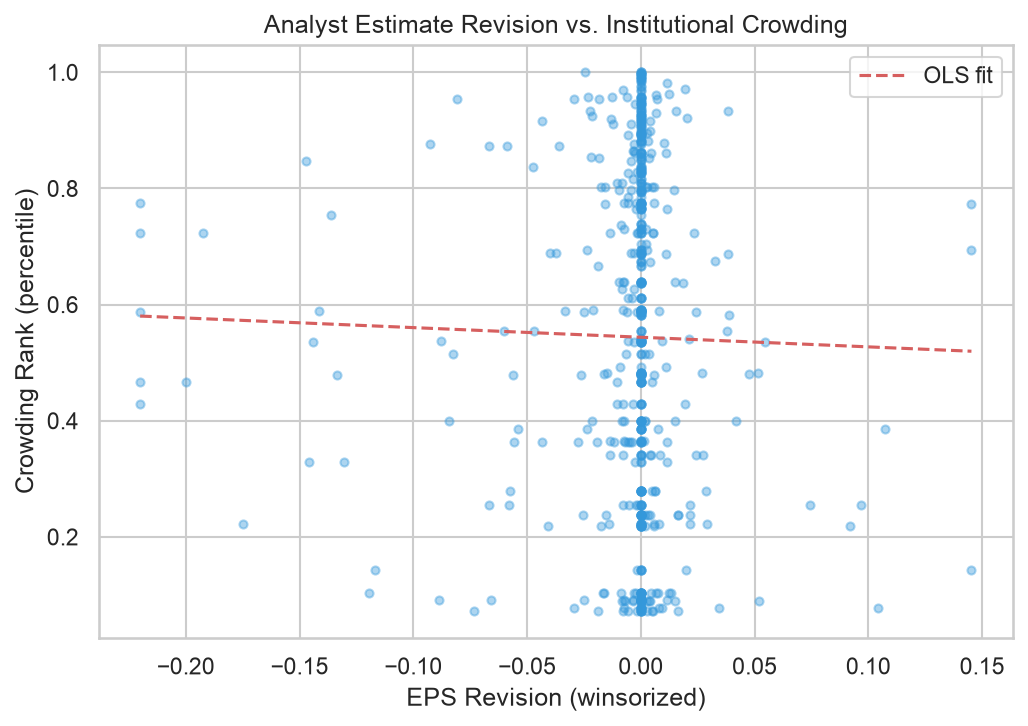 Analyst Estimate Revision vs. Institutional Crowding
OLS fit
Crowding Rank (percentile)
1.0
0.8
0.6
0.4
0.2
−0.20 −0.15 −0.10 −0.05 0.00 0.05 0.10 0.15
EPS Revision (winsorized)